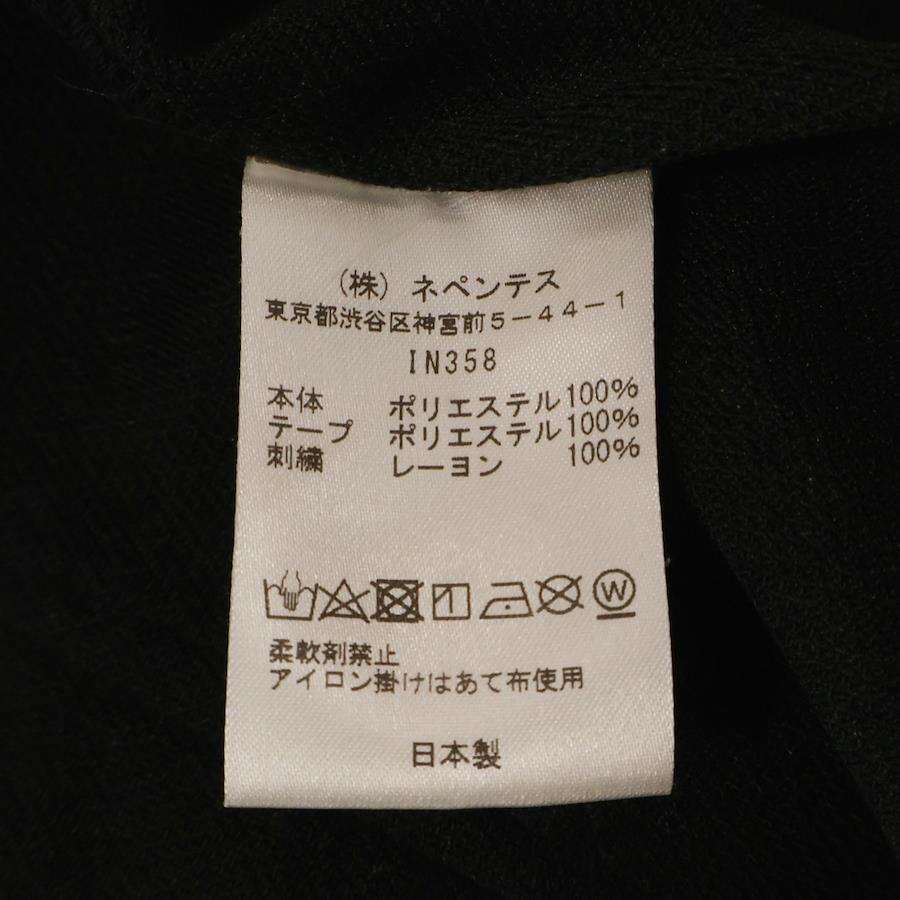 (株) ネペンテス
東京都渋谷区神宮前5-44-1
IN358
本体 ポリエステル100%
テープ ポリエステル100%
刺繍 レーヨン 100%
W
柔軟剤禁止
アイロン掛けはあて布使用
日本製